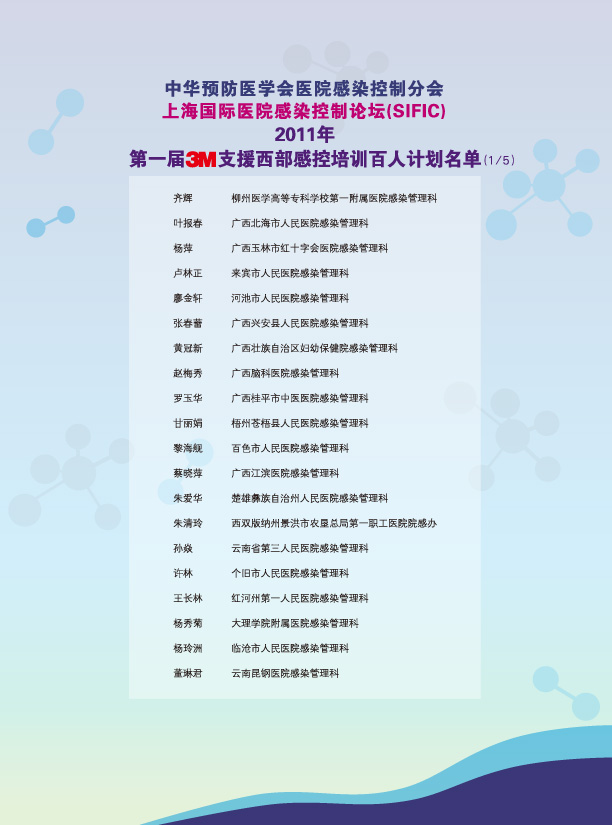 中华预防医学会医院感染控制分会
上海国际医院感染控制论坛(SIFIC)
2011年
第一届3M支援西部感控培训百人计划名单(1/5)
齐辉 柳州医学高等专科学校第一附属医院感染管理科
叶报春 广西北海市人民医院感染管理科
杨萍 广西玉林市红十字会医院感染管理科
卢林正 来宾市人民医院感染管理科
廖金轩 河池市人民医院感染管理科
张春蕾 广西兴安县人民医院感染管理科
黄冠新 广西壮族自治区妇幼保健院感染管理科
赵梅秀 广西脑科医院感染管理科
罗玉华 广西桂平市中医医院感染管理科
甘丽娟 梧州苍梧县人民医院感染管理科
黎海舰 百色市人民医院感染管理科
蔡晓萍 广西江滨医院感染管理科
朱爱华 楚雄彝族自治州人民医院感染管理科
朱清玲 西双版纳州景洪市农垦总局第一职工医院院感办
孙焱 云南省第三人民医院感染管理科
许林 个旧市人民医院感染管理科
王长林 红河州第一人民医院感染管理科
杨秀菊 大理学院附属医院感染管理科
杨玲洲 临沧市人民医院感染管理科
董琳君 云南昆钢医院感染管理科